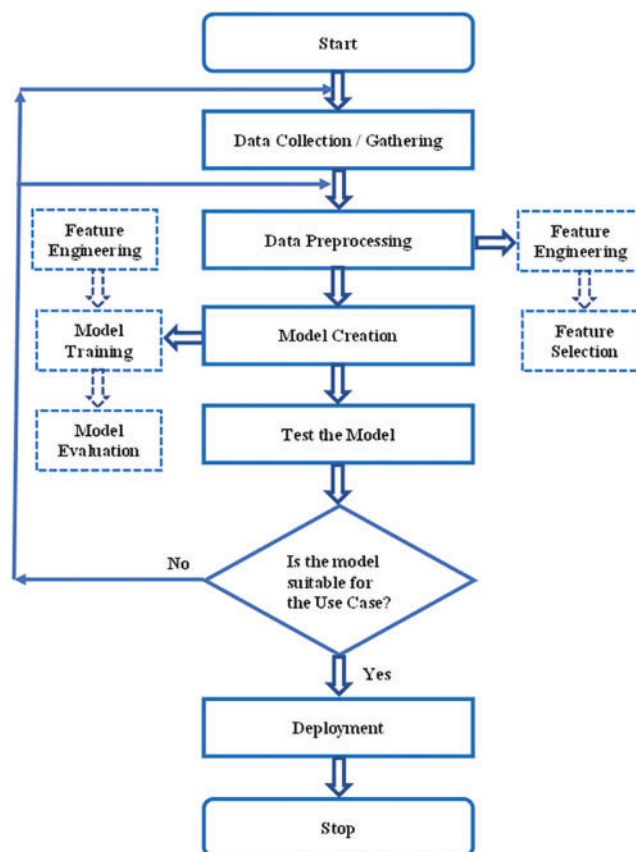 Start
Data Collection / Gathering
Data Preprocessing
Feature
Engineering
Feature
Engineering
Model Creation
Model
Training
Feature
Selection
Model
Evaluation
Test the Model
Is the model
suitable for
the Use Case?
No
Yes
Deployment
Stop